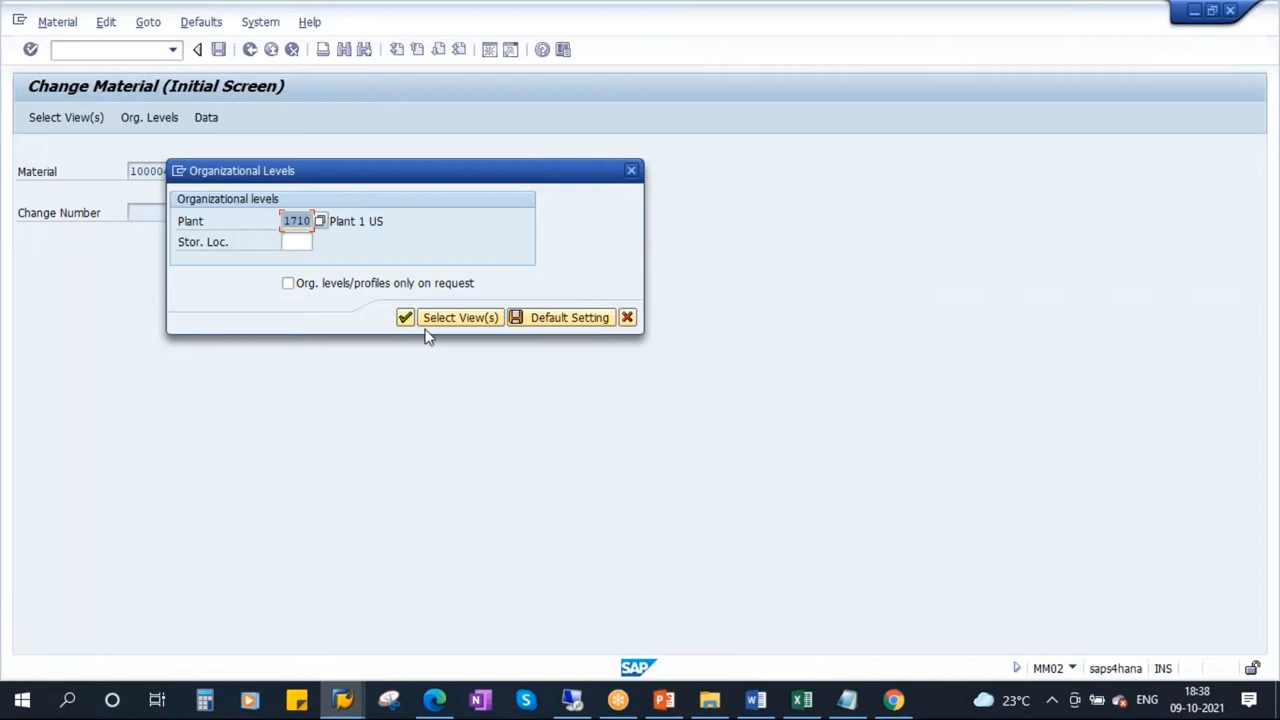 Material Edit Goto Defaults System Help
Change Material (Initial Screen)
Select View(s) Org. Levels Data
Material
Change Number
Organizational Levels
Organizational levels
Plant 1710 Plant 1 US
Stor. Loc.
Org. levels/profiles only on request
Select View(s) Default Setting
SAP MM02 saps4hana INS
23°C ENG 18:38
09-10-2021